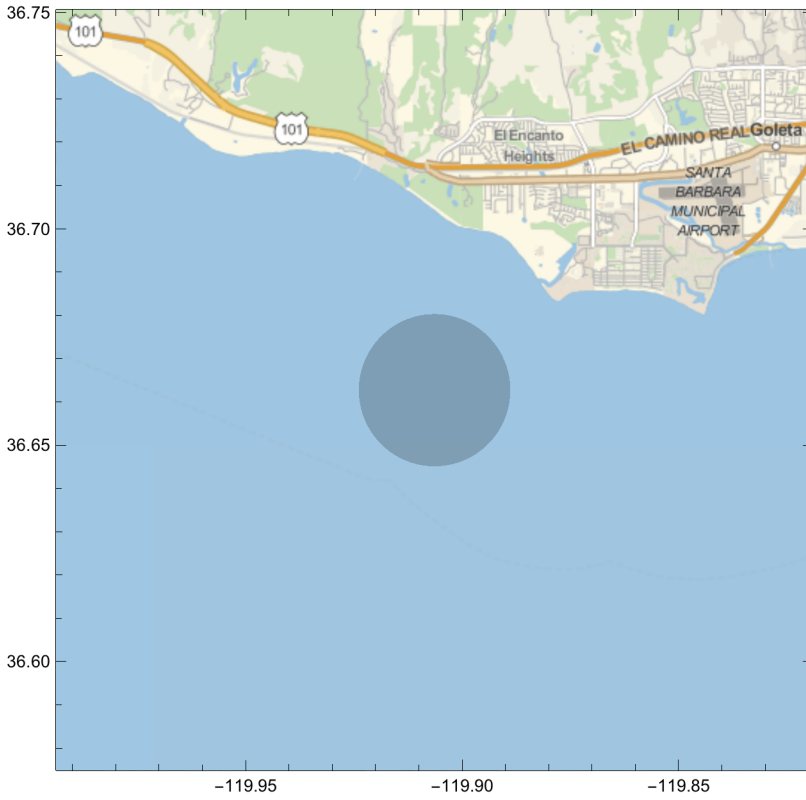 36.75
101
101
El Encanto
Heights
EL CAMINO REAL
Goleta
SANTA
BARBARA
MUNICIPAL
AIRPORT
36.70
36.65
36.60
−119.95
−119.90
−119.85